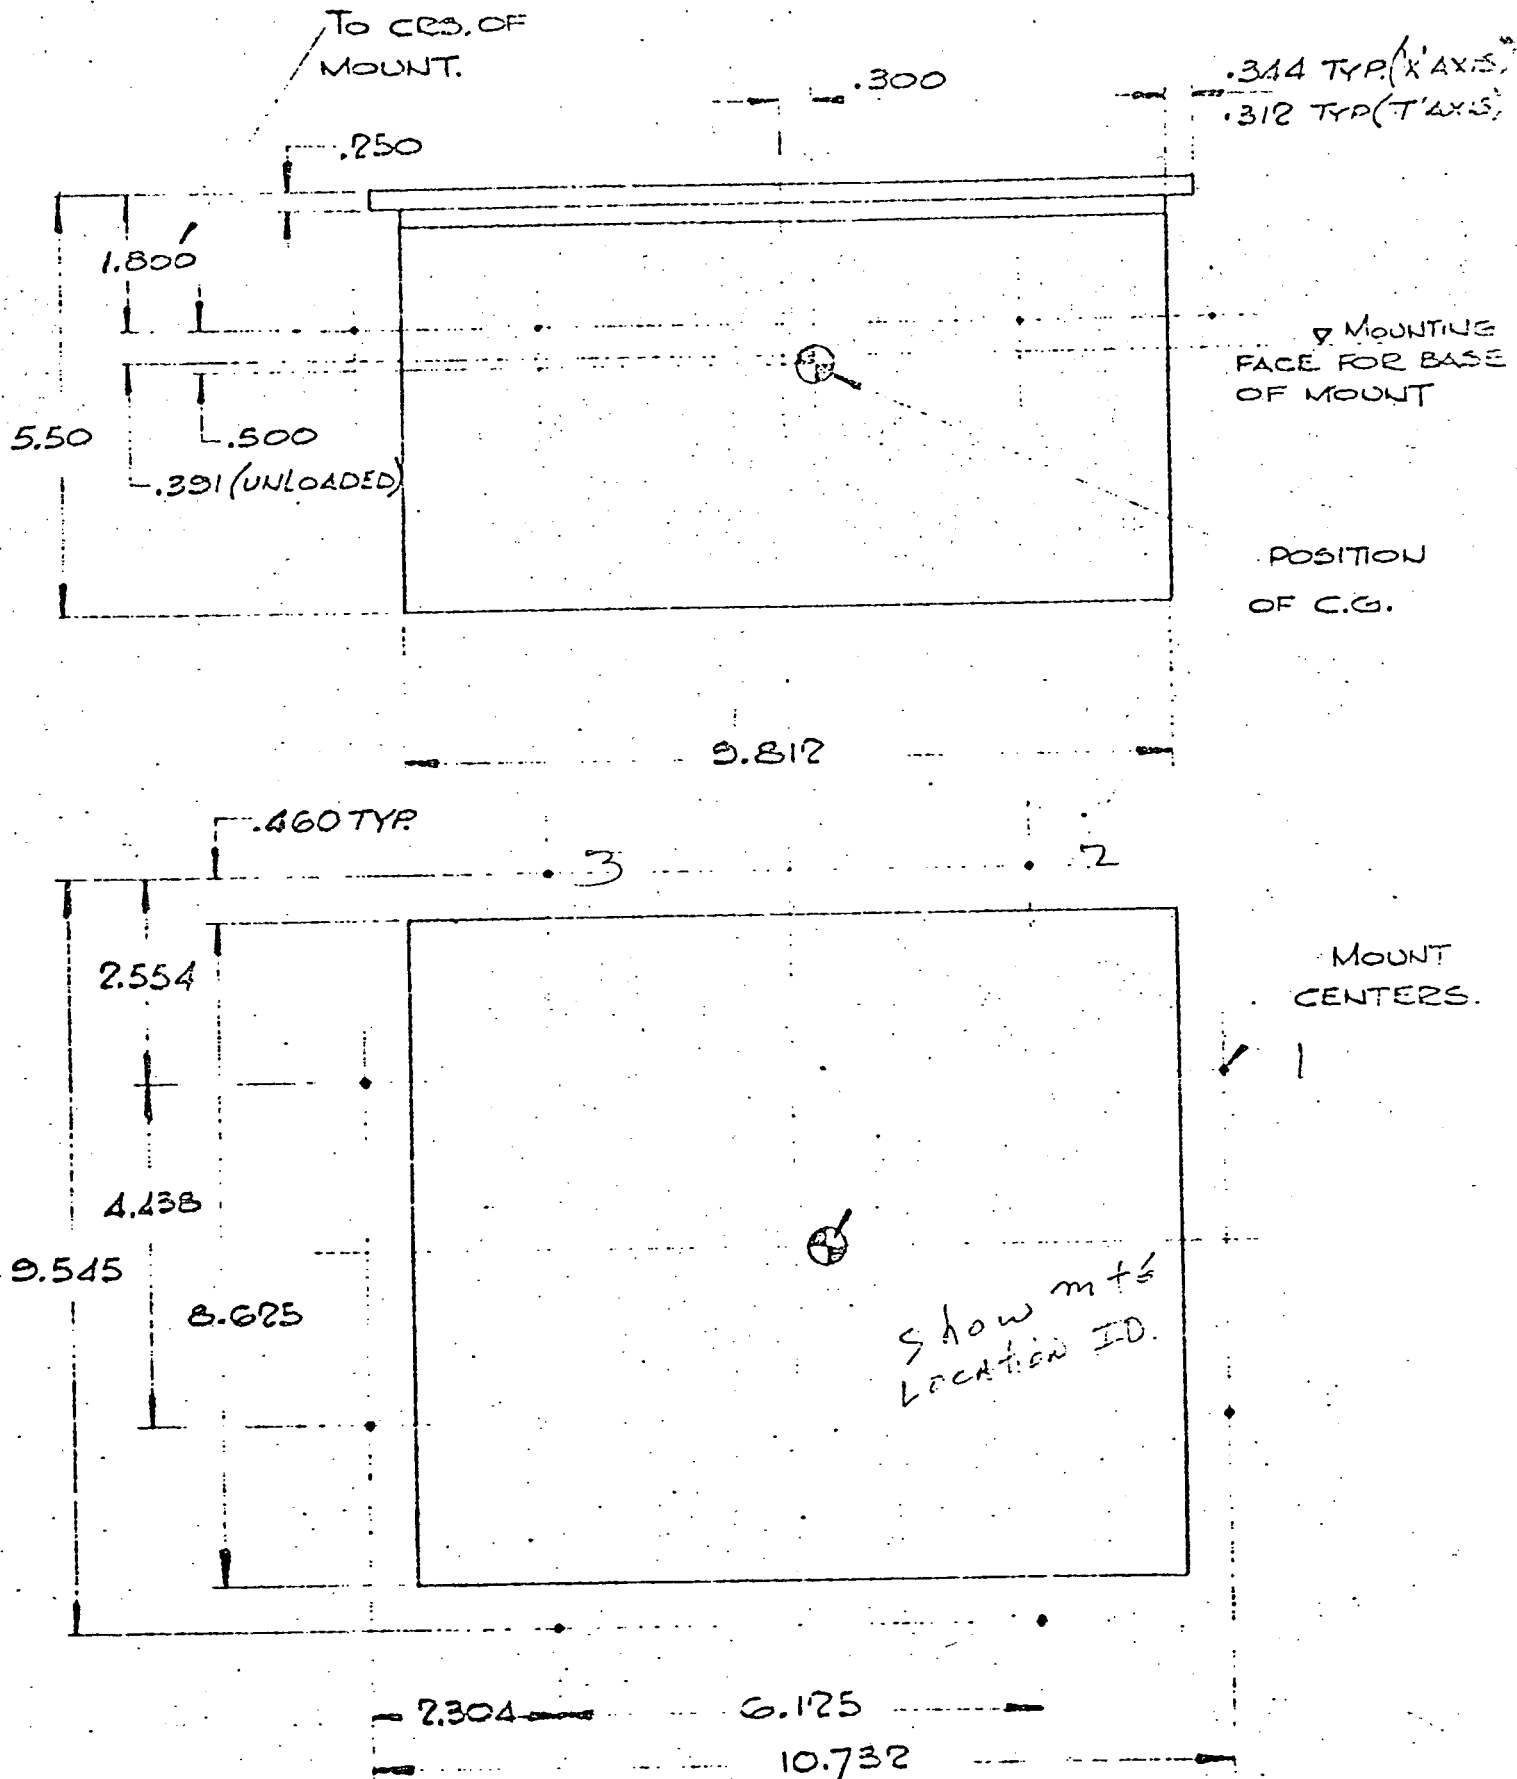 TO CRS. OF
MOUNT.
.300
.344 TYP. ('X' AXIS)
.312 TYP ('Y' AXIS)
.250
1.800
MOUNTING
FACE FOR BASE
OF MOUNT
5.50
.500
.391 (UNLOADED)
POSITION
OF C.G.
9.812
.460 TYP.
3
2
2.554
MOUNT
CENTERS.
1
4.438
9.545
8.625
Show mt's
LOCATION ID.
2.304
6.125
10.732